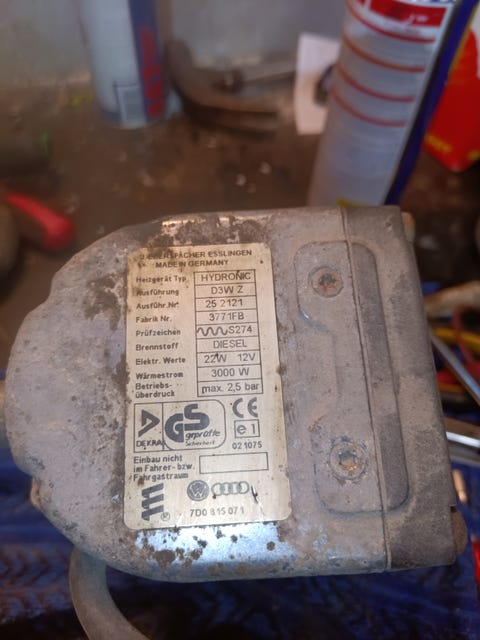 J. EBERSPÄCHER ESSLINGEN
MADE IN GERMANY
Heizgerät Typ HYDRONIC
Ausführung D3W Z
Ausführ.Nr. 25 2121
Fabrik Nr. 3771FB
Prüfzeichen S274
Brennstoff DIESEL
Elektr. Werte 22W 12V
Wärmestrom 3000 W
Betriebs-
überdruck max. 2,5 bar
DEKRA GS geprüfte Sicherheit CE
e1
021075
Einbau nicht
im Fahrer- bzw.
Fahrgastraum
7D0 815 071